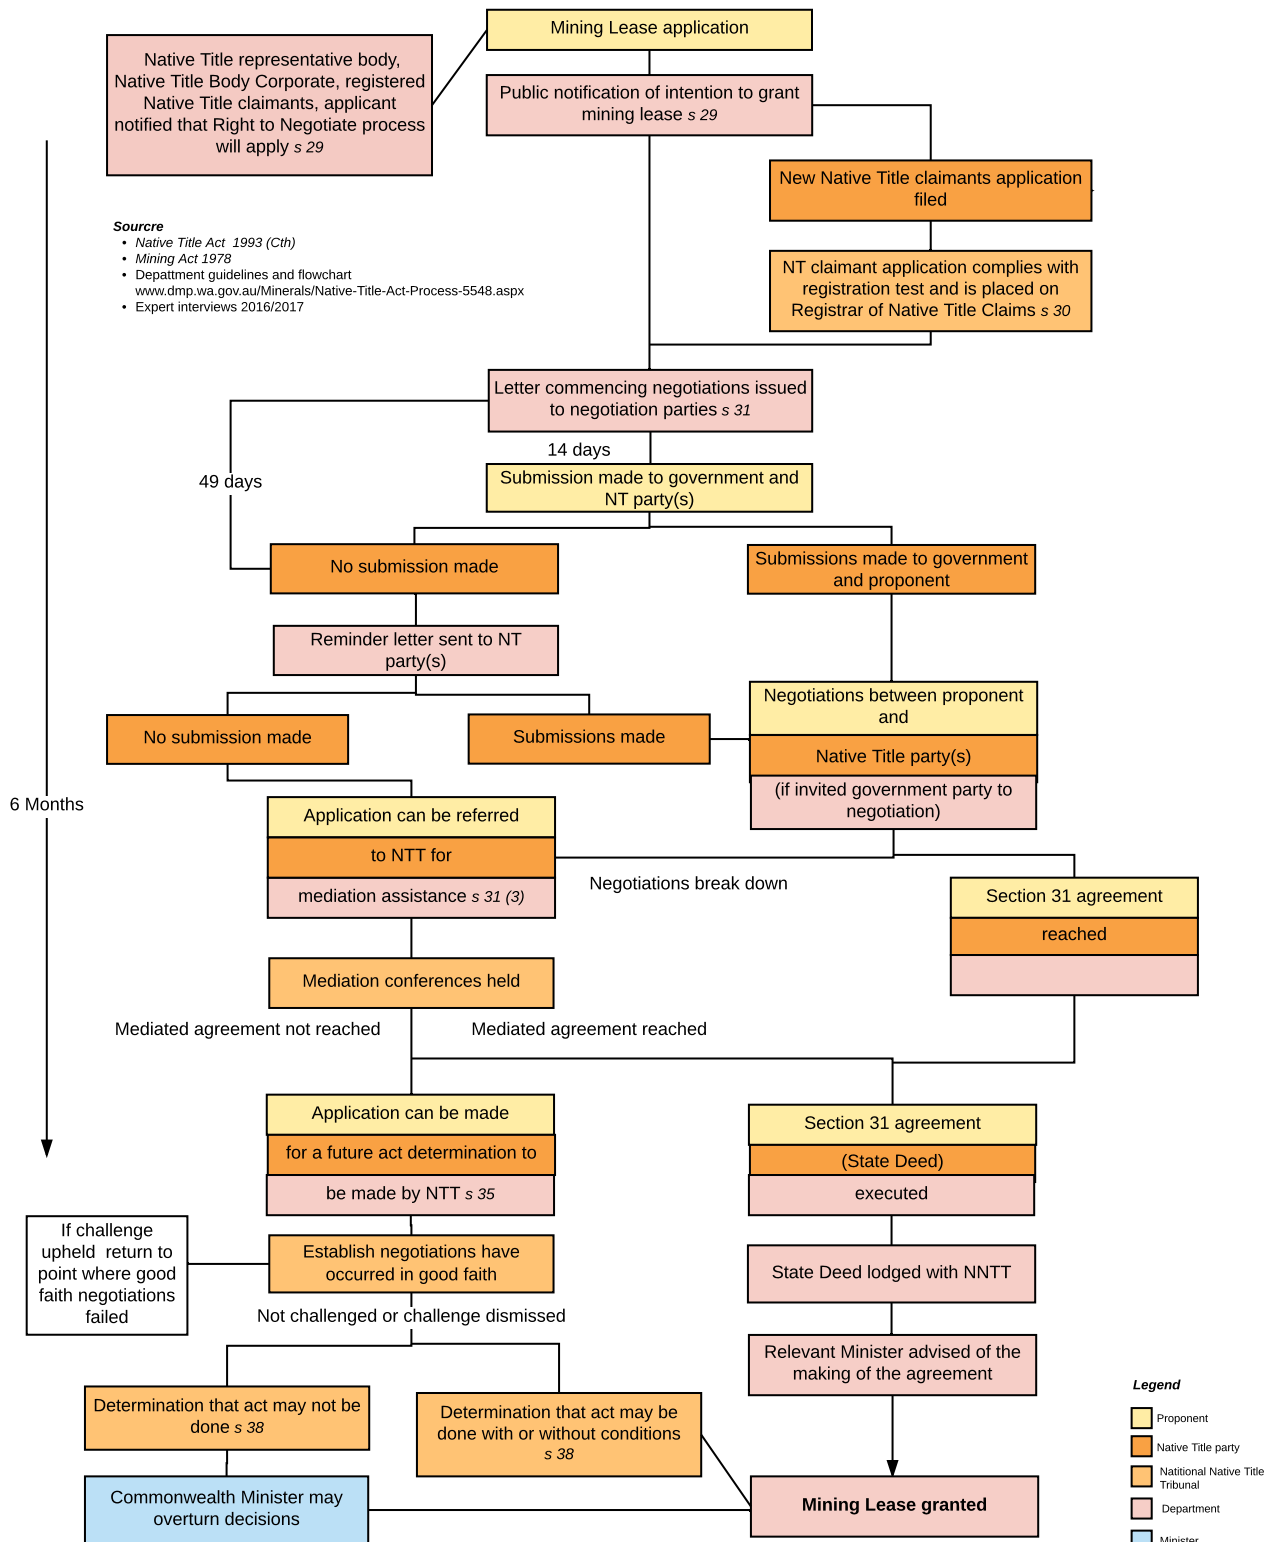 Mining Lease application
Native Title representative body,
Native Title Body Corporate, registered
Native Title claimants, applicant
notified that Right to Negotiate process
will apply s 29
Public notification of intention to grant
mining lease s 29
New Native Title claimants application
filed
Sourcre
• Native Title Act 1993 (Cth)
• Mining Act 1978
• Depattment guidelines and flowchart
www.dmp.wa.gov.au/Minerals/Native-Title-Act-Process-5548.aspx
• Expert interviews 2016/2017
NT claimant application complies with
registration test and is placed on
Registrar of Native Title Claims s 30
Letter commencing negotiations issued
to negotiation parties s 31
14 days
49 days
Submission made to government and
NT party(s)
No submission made
Submissions made to government
and proponent
Reminder letter sent to NT
party(s)
No submission made
Submissions made
Negotiations between proponent
and
Native Title party(s)
(if invited government party to
negotiation)
6 Months
Application can be referred
to NTT for
mediation assistance s 31 (3)
Negotiations break down
Section 31 agreement
reached
Mediation conferences held
Mediated agreement not reached
Mediated agreement reached
Application can be made
for a future act determination to
be made by NTT s 35
Section 31 agreement
(State Deed)
executed
If challenge
upheld return to
point where good
faith negotiations
failed
Establish negotiations have
occurred in good faith
State Deed lodged with NNTT
Not challenged or challenge dismissed
Relevant Minister advised of the
making of the agreement
Determination that act may not be
done s 38
Determination that act may be
done with or without conditions
s 38
Commonwealth Minister may
overturn decisions
Mining Lease granted
Legend
Proponent
Native Title party
Natitional Native Title
Tribunal
Department
Minister